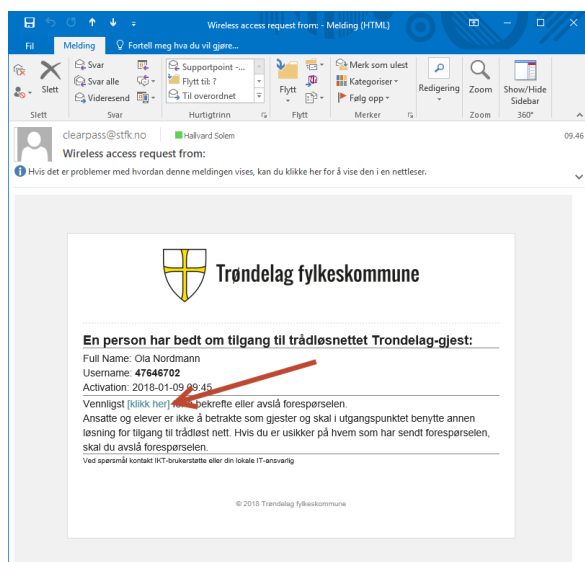 Wireless access request from: - Melding (HTML)
Fil Melding Fortell meg hva du vil gjøre...
Slett
Svar
Svar alle
Videresend
Supportpoint -...
Flytt til: ?
Til overordnet
Flytt
Merk som ulest
Kategoriser
Følg opp
Redigering
Zoom
Show/Hide
Sidebar
Slett Svar Hurtigtrinn Flytt Merker Zoom 360°
clearpass@stfk.no Hallvard Solem 09.46
Wireless access request from:
Hvis det er problemer med hvordan denne meldingen vises, kan du klikke her for å vise den i en nettleser.
Trøndelag fylkeskommune
En person har bedt om tilgang til trådløsnettet Trondelag-gjest:
Full Name: Ola Nordmann
Username: 47646702
Activation: 2018-01-09 09:45
Vennligst [klikk her] bekrefte eller avslå forespørselen.
Ansatte og elever er ikke å betrakte som gjester og skal i utgangspunktet benytte annen
løsning for tilgang til trådløst nett. Hvis du er usikker på hvem som har sendt forespørselen,
skal du avslå forespørselen.
Ved spørsmål kontakt IKT-brukerstøtte eller din lokale IT-ansvarlig
© 2018 Trøndelag fylkeskommune